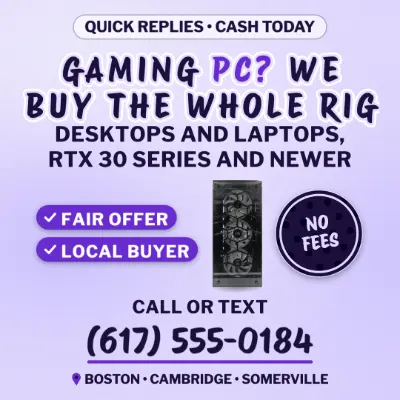 QUICK REPLIES • CASH TODAY
GAMING PC? WE
BUY THE WHOLE RIG
DESKTOPS AND LAPTOPS,
RTX 30 SERIES AND NEWER
FAIR OFFER
LOCAL BUYER
NO
FEES
CALL OR TEXT
(617) 555-0184
BOSTON • CAMBRIDGE • SOMERVILLE